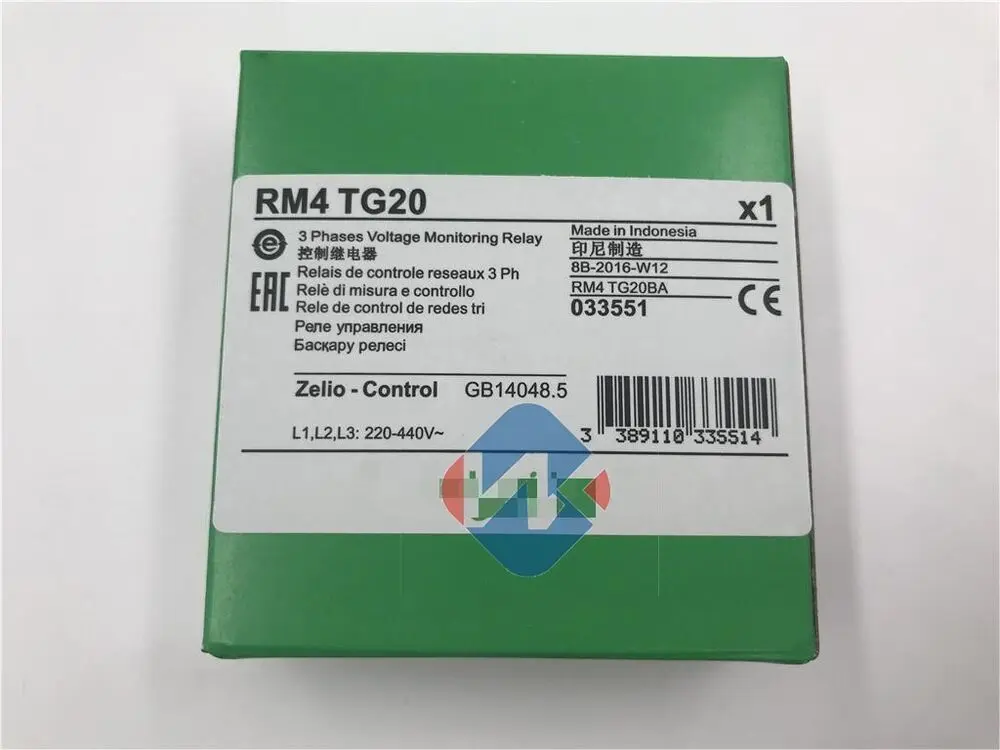 RM4 TG20
x1
3 Phases Voltage Monitoring Relay
控制继电器
Relais de controle reseaux 3 Ph
Relè di misura e controllo
Rele de control de redes tri
Реле управления
Басқару релесі
EAC
Made in Indonesia
印尼制造
8B-2016-W12
RM4 TG20BA
033551
CE
Zelio - Control GB14048.5
L1,L2,L3: 220-440V~
3 389110 335514